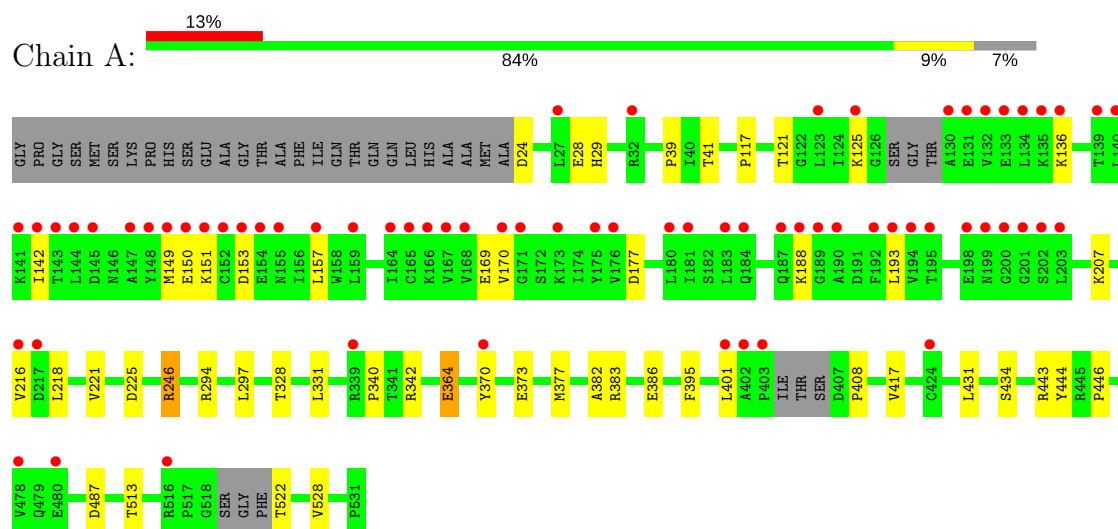 13%
Chain A:
84% 9% 7%
GLY PRO GLY SER MET SER LYS PRO HIS SER GLU ALA GLY THR ALA PHE ILE GLN THR GLN GLN LEU HIS ALA ALA MET ALA D24 L27 E28 H29 R32 P39 I40 T41 P117 T121 G122 L123 I124 K125 G126 SER GLY THR A130 E131 V132 E133 L134 K135 K136 T139 L140
K141 I142 T143 L144 D145 N146 A147 Y148 M149 E150 K151 C152 D153 E154 N155 I156 L157 W158 L159 I164 C165 K166 V167 V168 E169 V170 G171 S172 K173 I174 Y175 V176 D177 L180 I181 S182 L183 Q184 Q187 K188 G189 A190 D191 F192 L193 V194 T195 E198 N199 G200 G201 S202 L203 K207
V216 D217 L218 V221 D225 R246 R294 L297 T328 L331 R339 P340 T341 R342 E364 Y370 E373 M377 A382 R383 E386 F395 L401 A402 P403 ILE THR SER D407 P408 V417 C424 L431 S434 R443 Y444 R445 P446
V478 Q479 E480 D487 T513 R516 P517 G518 SER GLY PHE T522 V528 P531